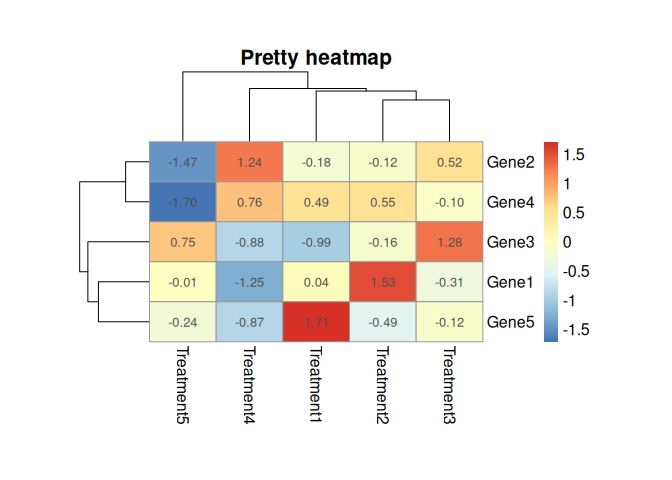 Pretty heatmap
-1.47 1.24 -0.18 -0.12 0.52 Gene2
-1.70 0.76 0.49 0.55 -0.10 Gene4
0.75 -0.88 -0.99 -0.16 1.28 Gene3
-0.01 -1.25 0.04 1.53 -0.31 Gene1
-0.24 -0.87 1.71 -0.49 -0.12 Gene5
Treatment5 Treatment4 Treatment1 Treatment2 Treatment3
1.5
1
0.5
0
-0.5
-1
-1.5